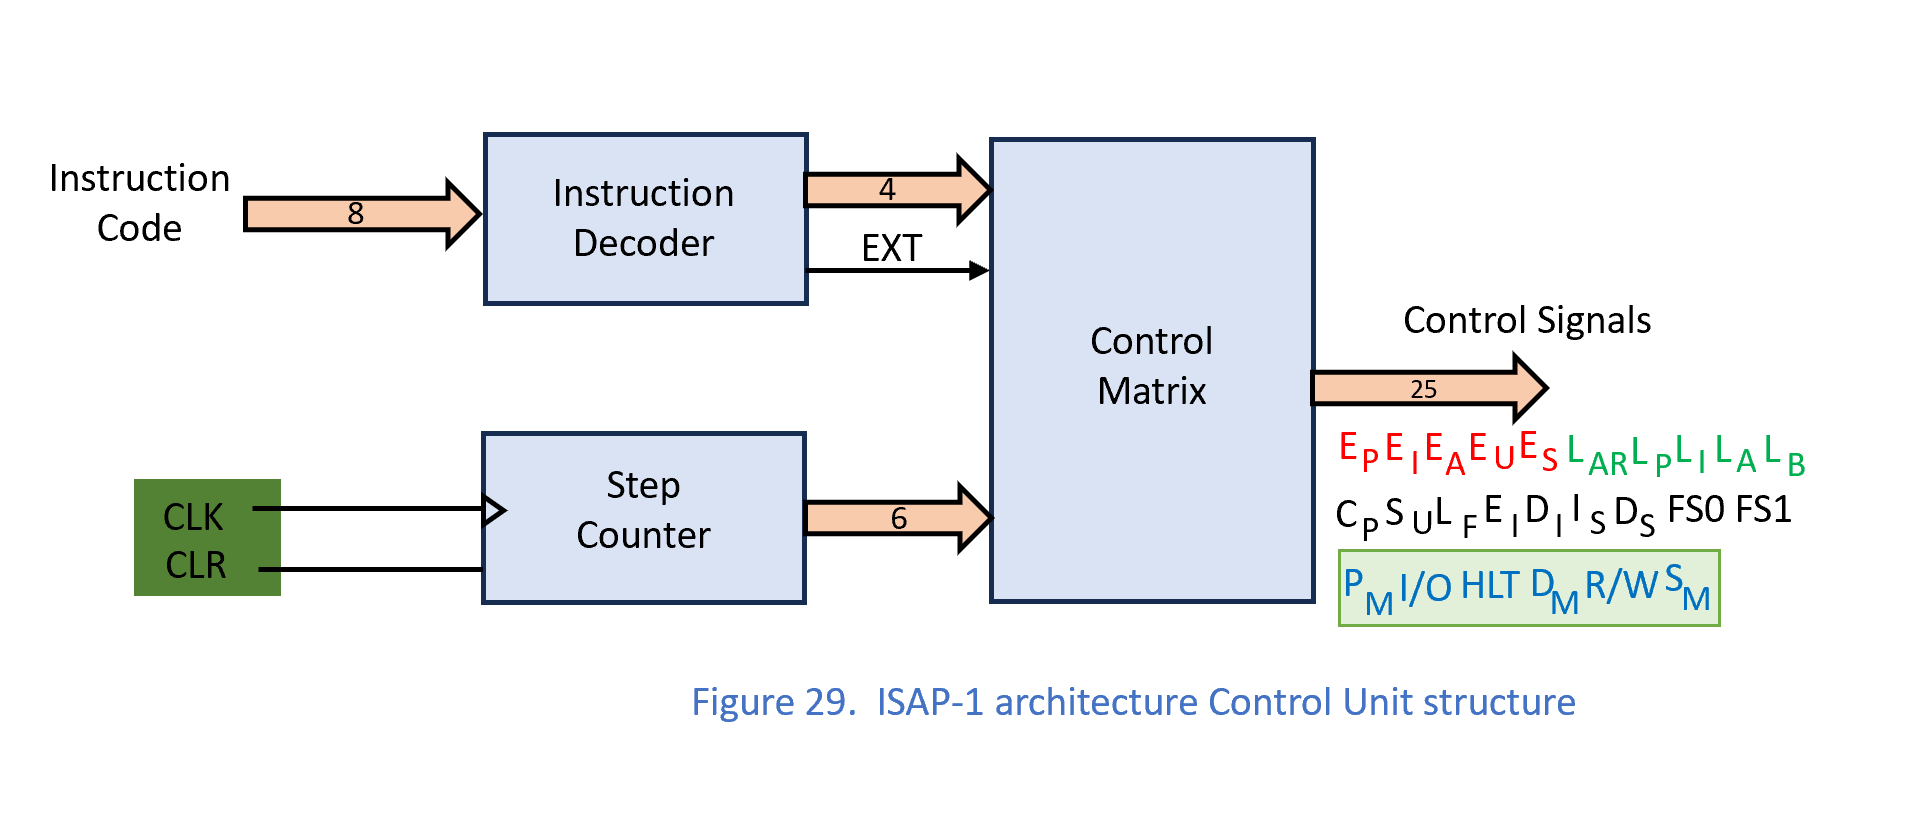 Instruction
Code
8
Instruction
Decoder
4
EXT
Control
Matrix
Control Signals
25
E_P E_I E_A E_U E_S L_AR L_P L_I L_A L_B
C_P S_U L_F E_I D_I I_S D_S FS0 FS1
P_M I/O HLT D_M R/W S_M
CLK
CLR
Step
Counter
6
Figure 29. ISAP-1 architecture Control Unit structure